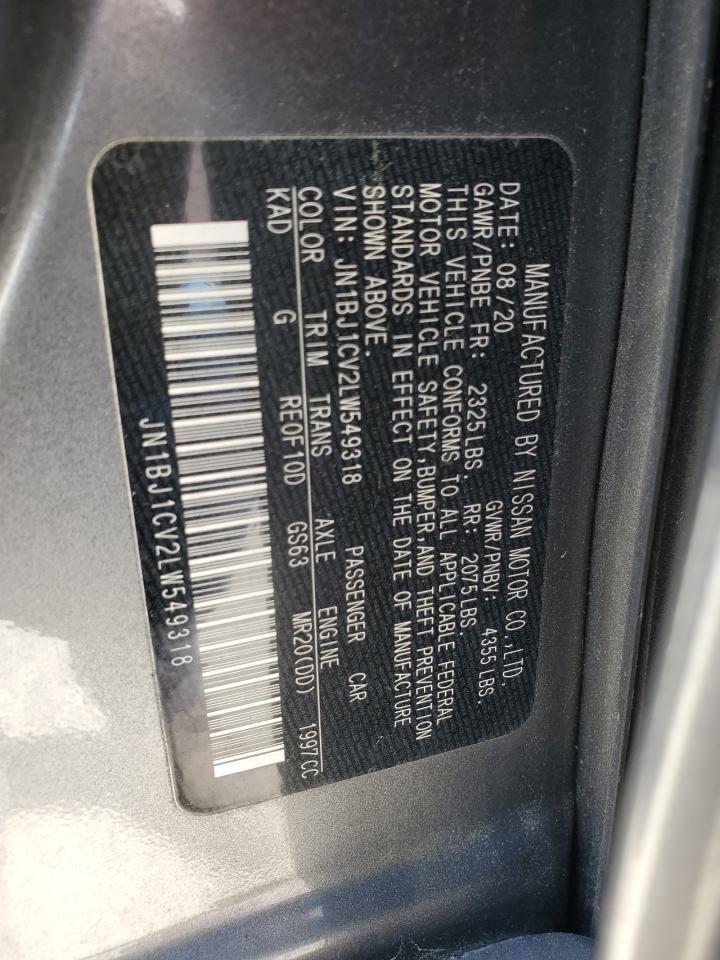 MANUFACTURED BY NISSAN MOTOR CO.,LTD.
DATE: 08/20 GVWR/PNBV: 4355LBS.
GAWR/PNBE FR: 2325LBS. RR: 2075LBS.
THIS VEHICLE CONFORMS TO ALL APPLICABLE FEDERAL
MOTOR VEHICLE SAFETY,BUMPER,AND THEFT PREVENTION
STANDARDS IN EFFECT ON THE DATE OF MANUFACTURE
SHOWN ABOVE.
VIN: JN1BJ1CV2LW549318 PASSENGER CAR
COLOR TRIM TRANS AXLE ENGINE
KAD G RE0F10D GS63 MR20(DD) 1997CC
JN1BJ1CV2LW549318